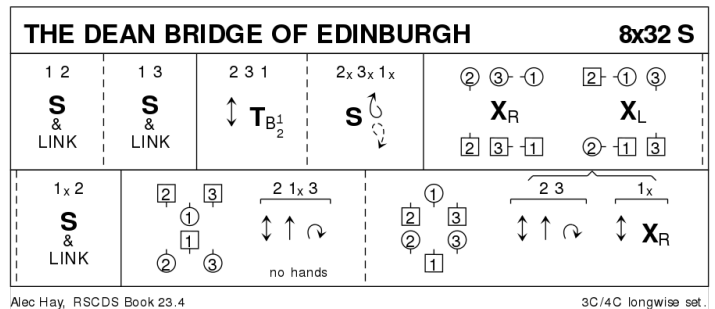 THE DEAN BRIDGE OF EDINBURGH 8x32 S
1 2 1 3 2 3 1 2x 3x 1x 2 3 1 2 1 3
S S T B 1/2 S XR XL
& &
LINK LINK 2 3 1 2 1 3
1x 2 2 3 2 1x 3 1 2 3 1x
S 1 2 3
& 1 2 3 XR
LINK 2 3 no hands 1
Alec Hay, RSCDS Book 23.4 3C/4C longwise set.